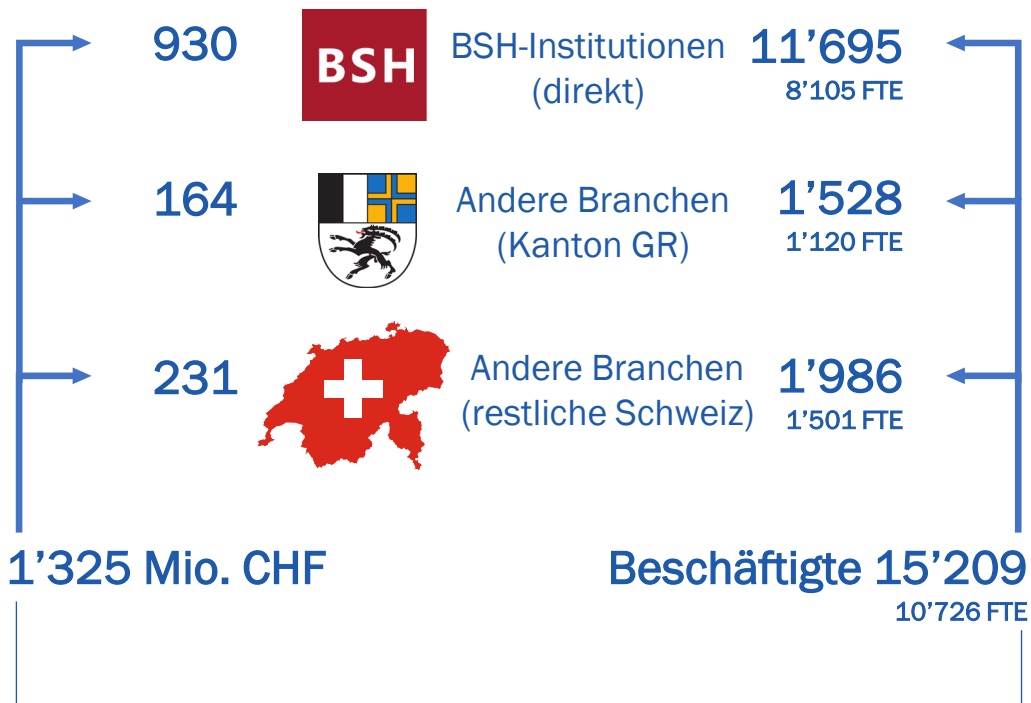 930
BSH
BSH-Institutionen
(direkt)
11’695
8’105 FTE
164
Andere Branchen
(Kanton GR)
1’528
1’120 FTE
231
Andere Branchen
(restliche Schweiz)
1’986
1’501 FTE
1’325 Mio. CHF
Beschäftigte 15’209
10’726 FTE